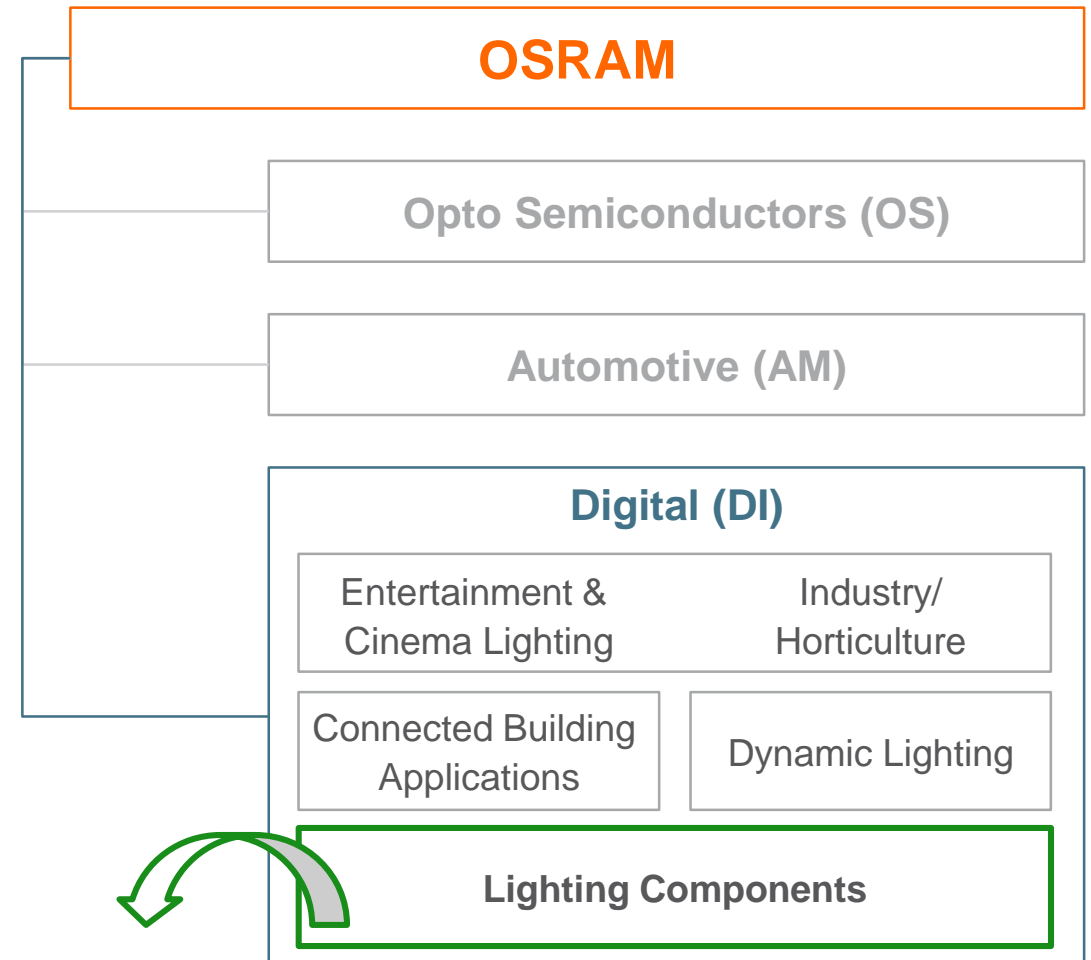 OSRAM
Opto Semiconductors (OS)
Automotive (AM)
Digital (DI)
Entertainment &
Cinema Lighting
Industry/
Horticulture
Connected Building
Applications
Dynamic Lighting
Lighting Components